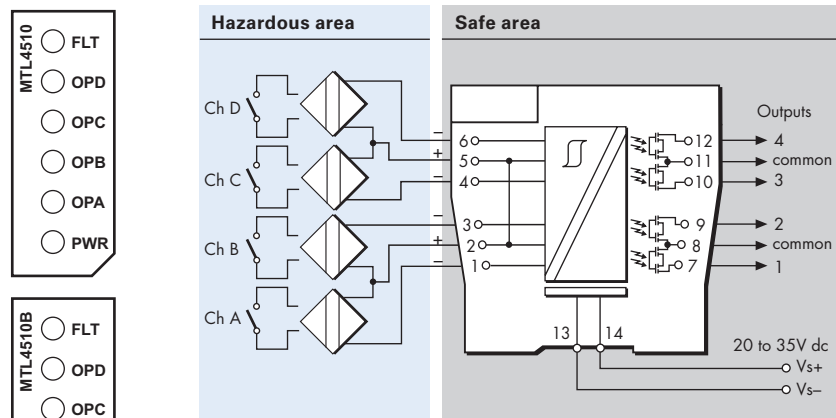 MTL4510
FLT
OPD
OPC
OPB
OPA
PWR
MTL4510B
FLT
OPD
OPC
Hazardous area
Safe area
Ch D
Ch C
Ch B
Ch A
–
6
+
5
–
4
–
3
+
2
–
1
Outputs
12
4
11
common
10
3
9
2
8
common
7
1
13
14
20 to 35V dc
Vs+
Vs–